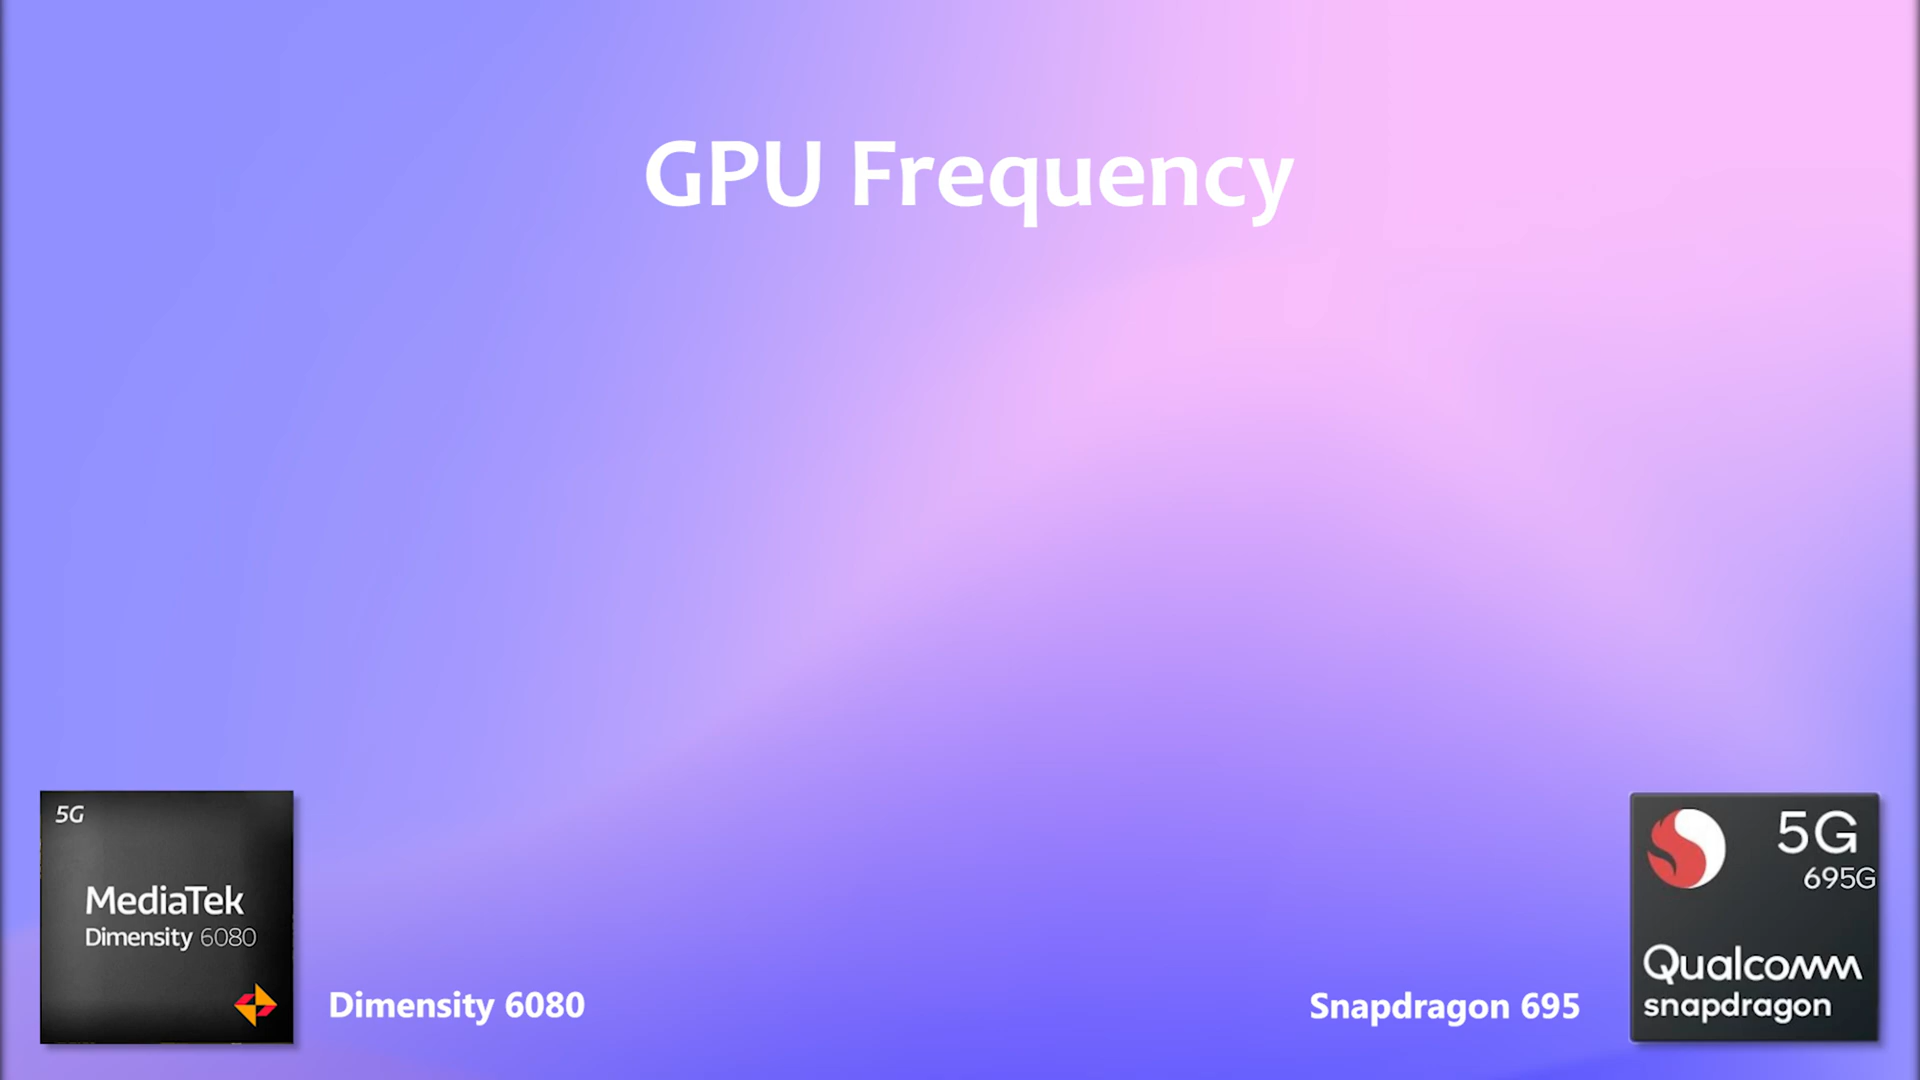 GPU Frequency
5G
MediaTek
Dimensity 6080
Dimensity 6080
Snapdragon 695
5G
695G
Qualcomm
snapdragon